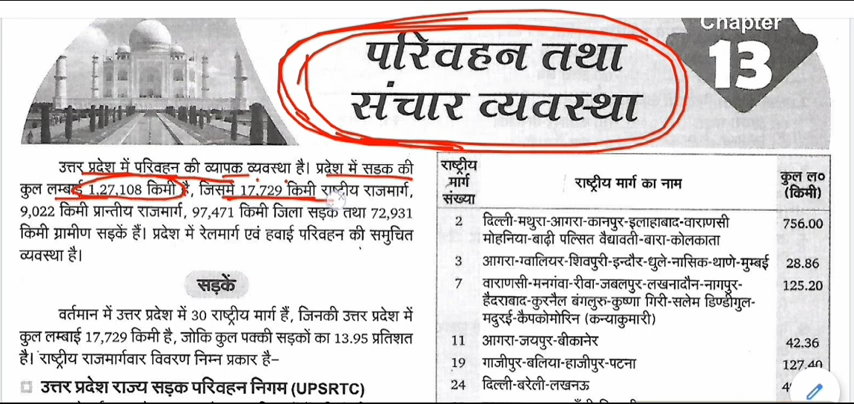 Chapter
13
परिवहन तथा
संचार व्यवस्था
उत्तर प्रदेश में परिवहन की व्यापक व्यवस्था है। प्रदेश में सड़क की
कुल लम्बाई 1,27,108 किमी है, जिसमें 17,729 किमी राष्ट्रीय राजमार्ग,
9,022 किमी प्रान्तीय राजमार्ग, 97,471 किमी जिला सड़क तथा 72,931
किमी ग्रामीण सड़कें हैं। प्रदेश में रेलमार्ग एवं हवाई परिवहन की समुचित
व्यवस्था है।
सड़कें
वर्तमान में उत्तर प्रदेश में 30 राष्ट्रीय मार्ग हैं, जिनकी उत्तर प्रदेश में
कुल लम्बाई 17,729 किमी है, जोकि कुल पक्की सड़कों का 13.95 प्रतिशत
है। राष्ट्रीय राजमार्गवार विवरण निम्न प्रकार है–
उत्तर प्रदेश राज्य सड़क परिवहन निगम (UPSRTC)
राष्ट्रीय
मार्ग
संख्या
राष्ट्रीय मार्ग का नाम
कुल ल०
(किमी)
2 दिल्ली-मथुरा-आगरा-कानपुर-इलाहाबाद-वाराणसी 756.00
मोहनिया-बाढ़ी पल्सित वैद्यावती-बारा-कोलकाता
3 आगरा-ग्वालियर-शिवपुरी-इन्दौर-धुले-नासिक-थाणे-मुम्बई 28.86
7 वाराणसी-मनगंवा-रीवा-जबलपुर-लखनादौन-नागपुर- 125.20
हैदराबाद-कुरनैल बंगलुरु-कुष्णा गिरी-सलेम डिण्डीगुल-
मदुरई-कैपकोमोरिन (कन्याकुमारी)
11 आगरा-जयपुर-बीकानेर 42.36
19 गाजीपुर-बलिया-हाजीपुर-पटना 127.40
24 दिल्ली-बरेली-लखनऊ